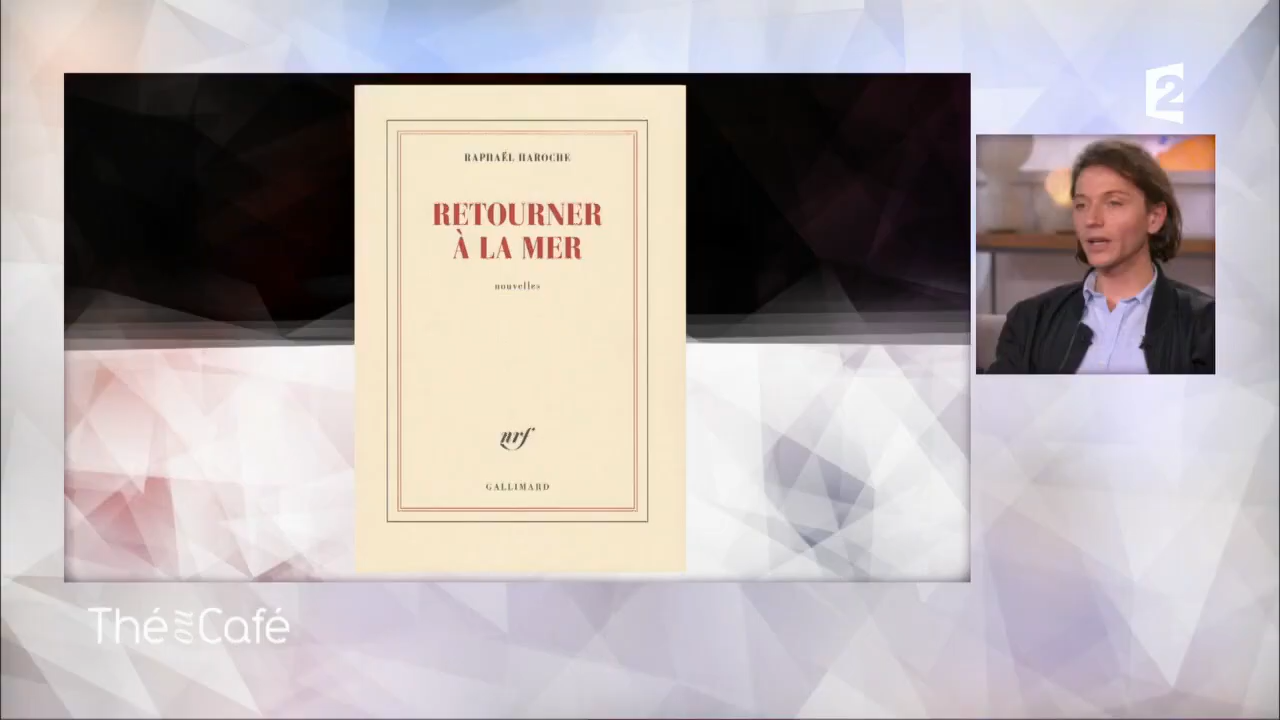 RAPHAËL HAROCHE
RETOURNER
À LA MER
nouvelles
nrf
GALLIMARD
2
Thé ou Café